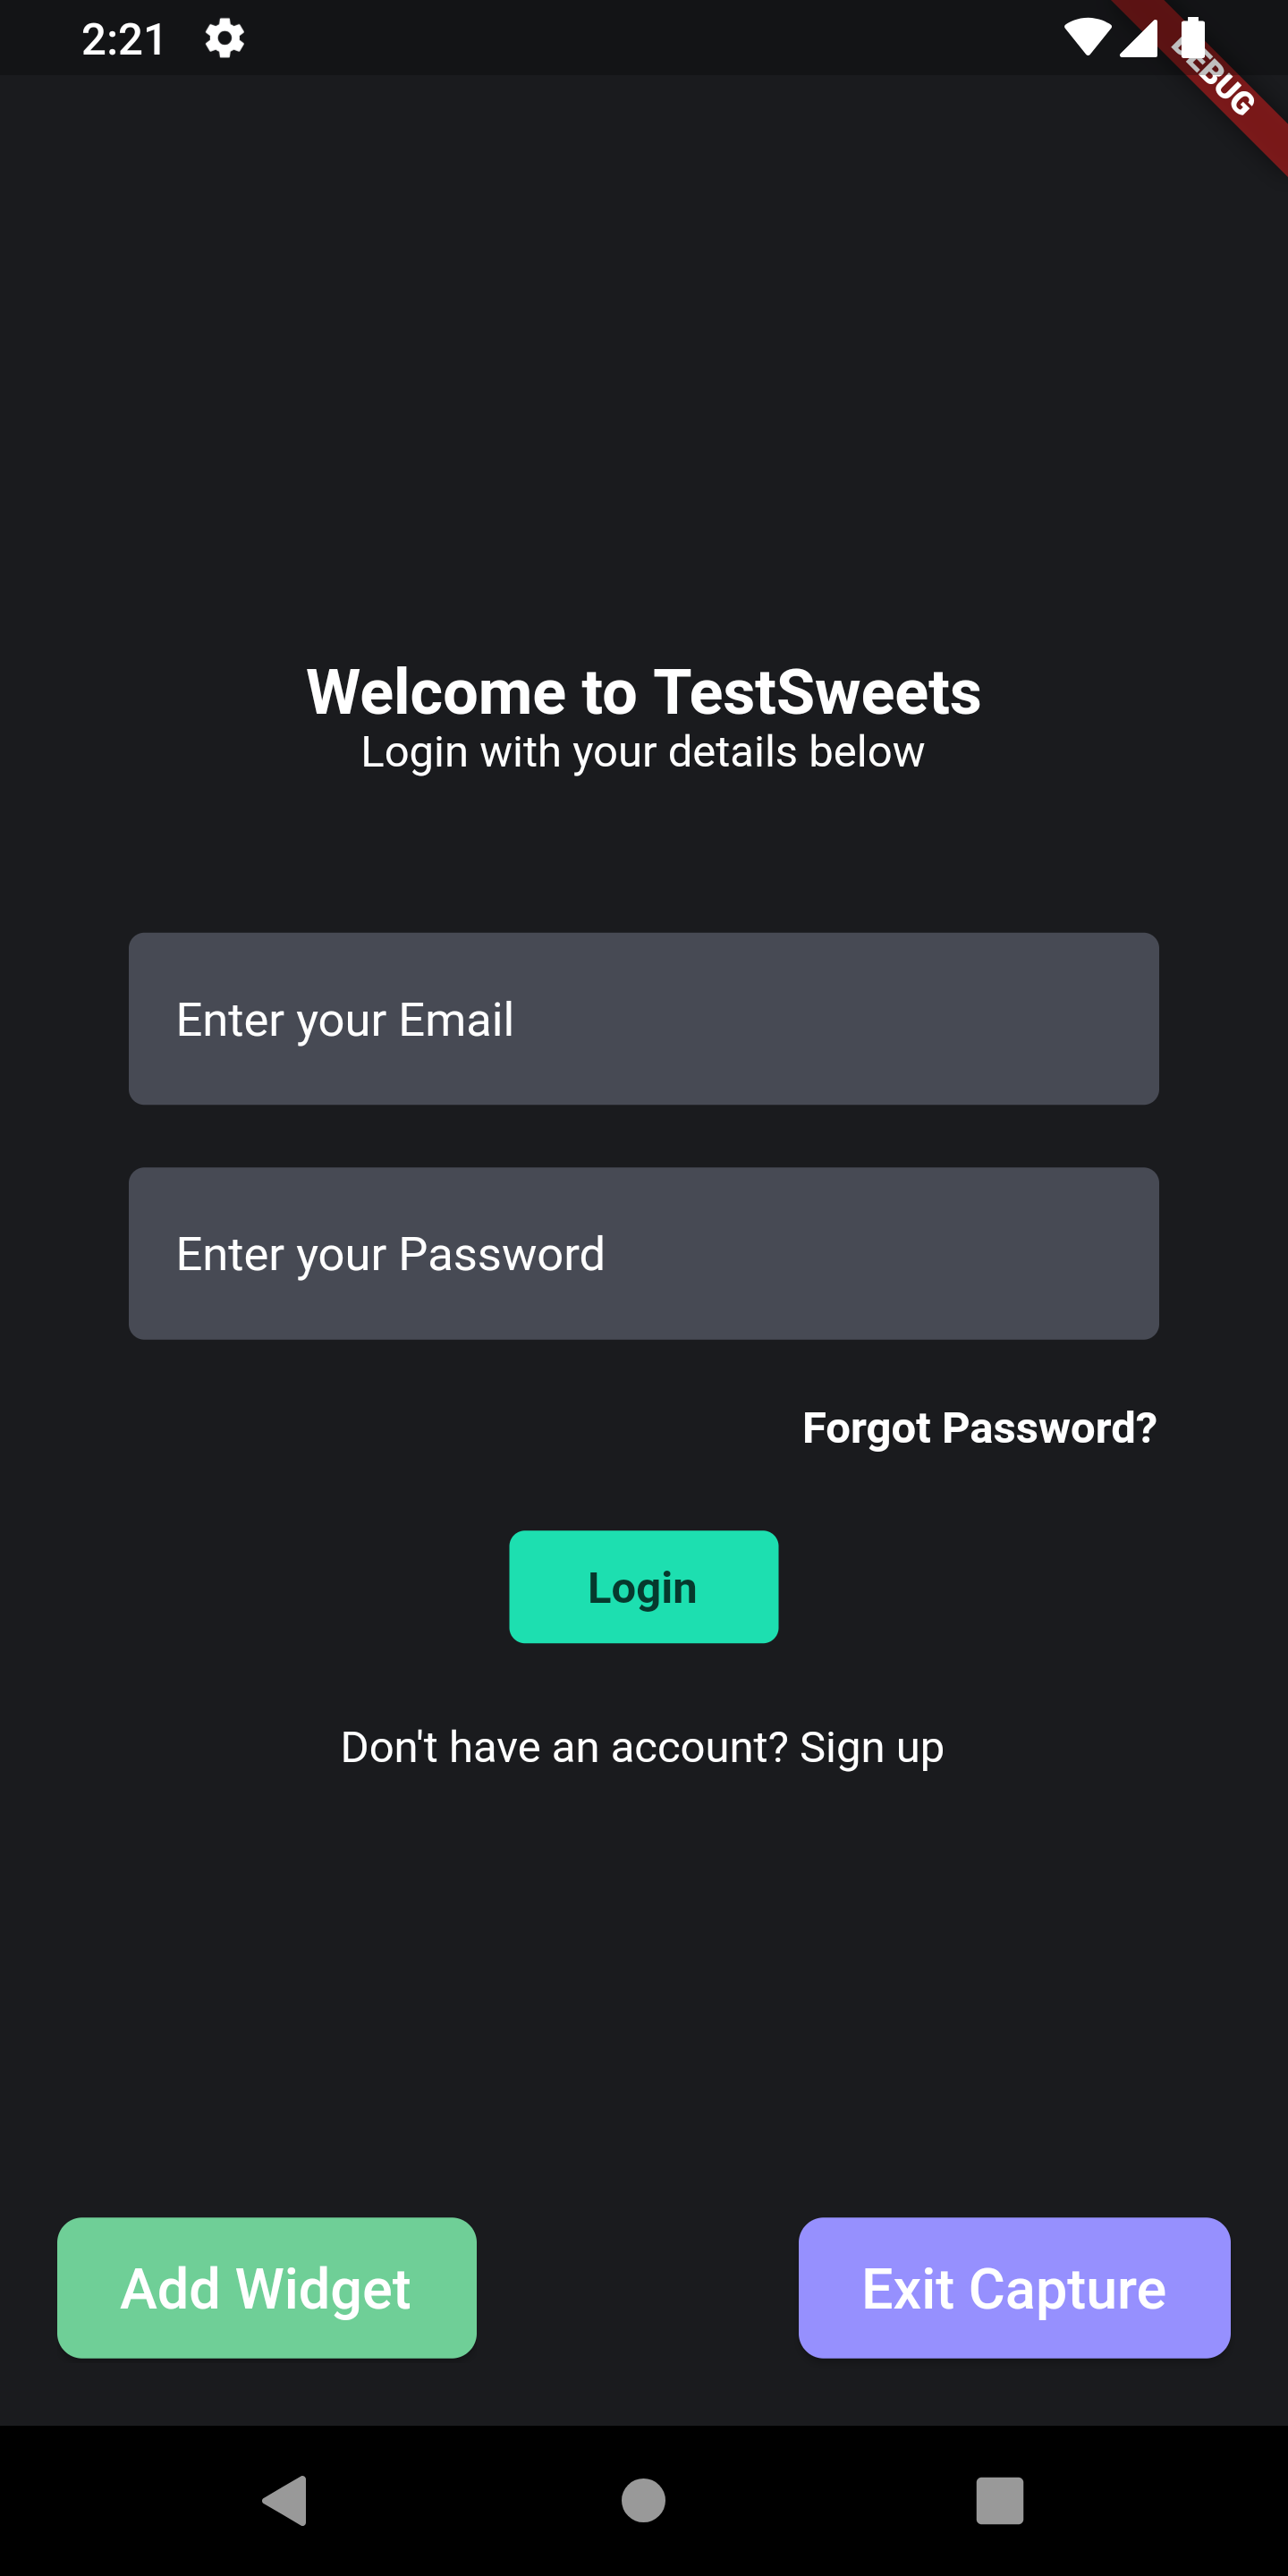 2:21
DEBUG
Welcome to TestSweets
Login with your details below
Enter your Email
Enter your Password
Forgot Password?
Login
Don't have an account? Sign up
Add Widget
Exit Capture